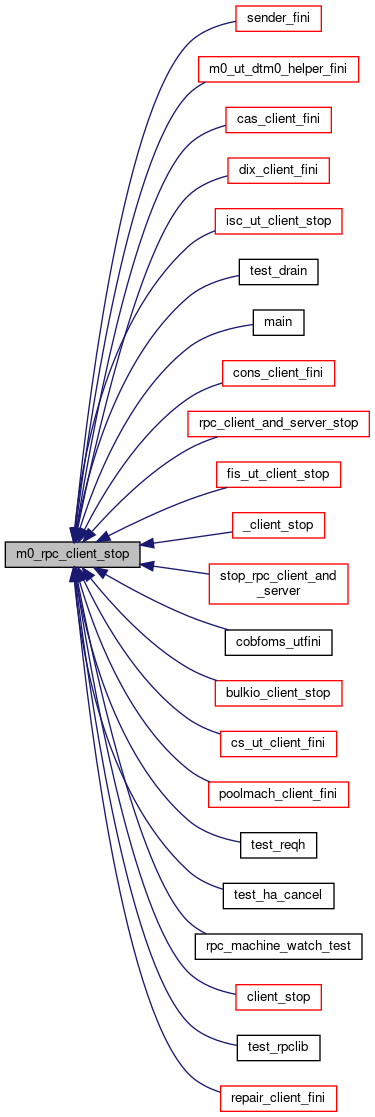 sender_fini
m0_ut_dtm0_helper_fini
cas_client_fini
dix_client_fini
isc_ut_client_stop
test_drain
main
cons_client_fini
rpc_client_and_server_stop
fis_ut_client_stop
_client_stop
m0_rpc_client_stop
stop_rpc_client_and
_server
cobfoms_utfini
bulkio_client_stop
cs_ut_client_fini
poolmach_client_fini
test_reqh
test_ha_cancel
rpc_machine_watch_test
client_stop
test_rpclib
repair_client_fini